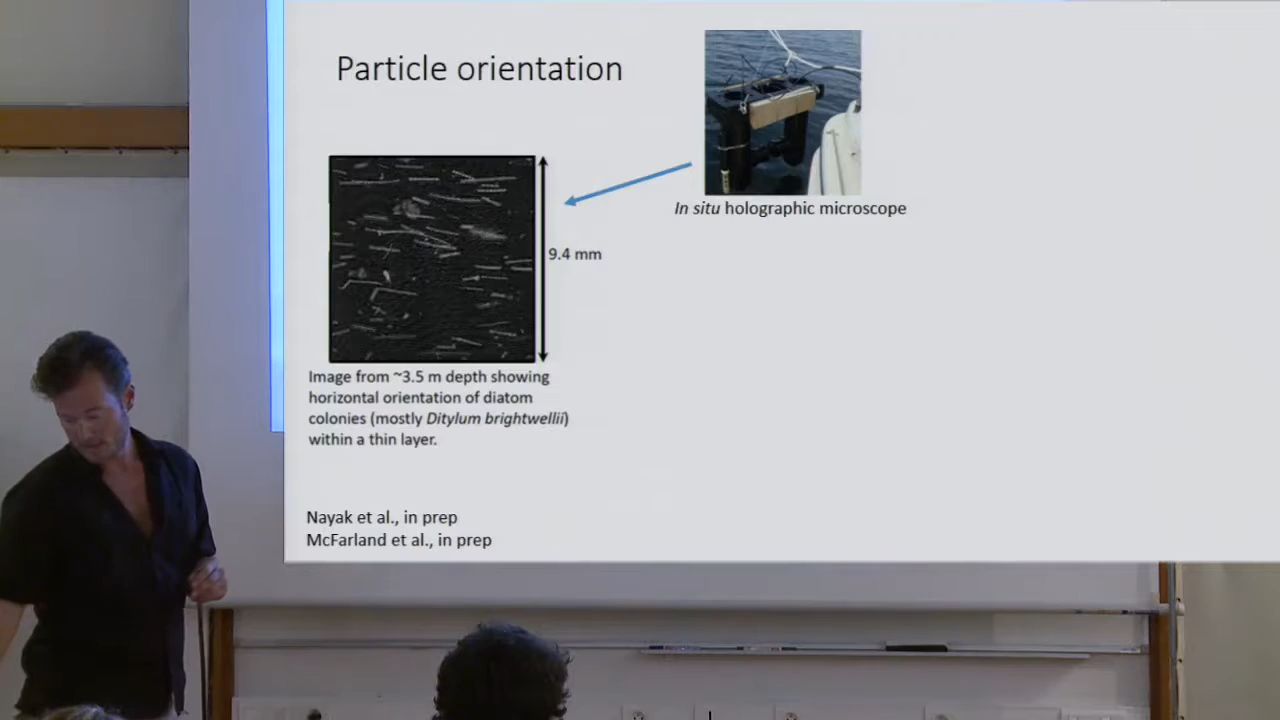 Particle orientation
In situ holographic microscope
9.4 mm
Image from ~3.5 m depth showing
horizontal orientation of diatom
colonies (mostly Ditylum brightwellii)
within a thin layer.
Nayak et al., in prep
McFarland et al., in prep